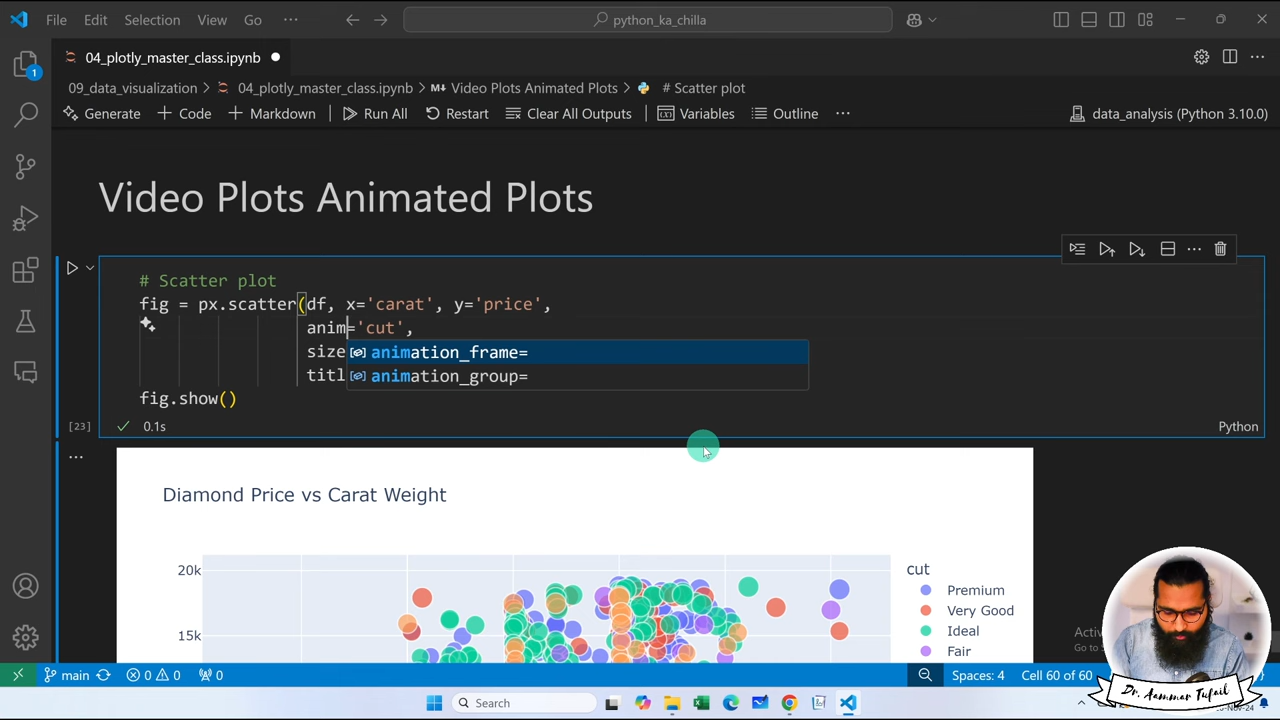 File Edit Selection View Go ··· python_ka_chilla
04_plotly_master_class.ipynb
1
09_data_visualization > 04_plotly_master_class.ipynb > M↓ Video Plots Animated Plots > # Scatter plot
Generate + Code + Markdown Run All Restart Clear All Outputs Variables Outline ··· data_analysis (Python 3.10.0)
Video Plots Animated Plots
# Scatter plot
fig = px.scatter(df, x='carat', y='price',
anim='cut',
size animation_frame=
titl animation_group=
fig.show()
[23] 0.1s Python
Diamond Price vs Carat Weight
20k
15k
cut
Premium
Very Good
Ideal
Fair
main 0 0 0 Spaces: 4 Cell 60 of 60
Search
Dr. Aammar Tufail